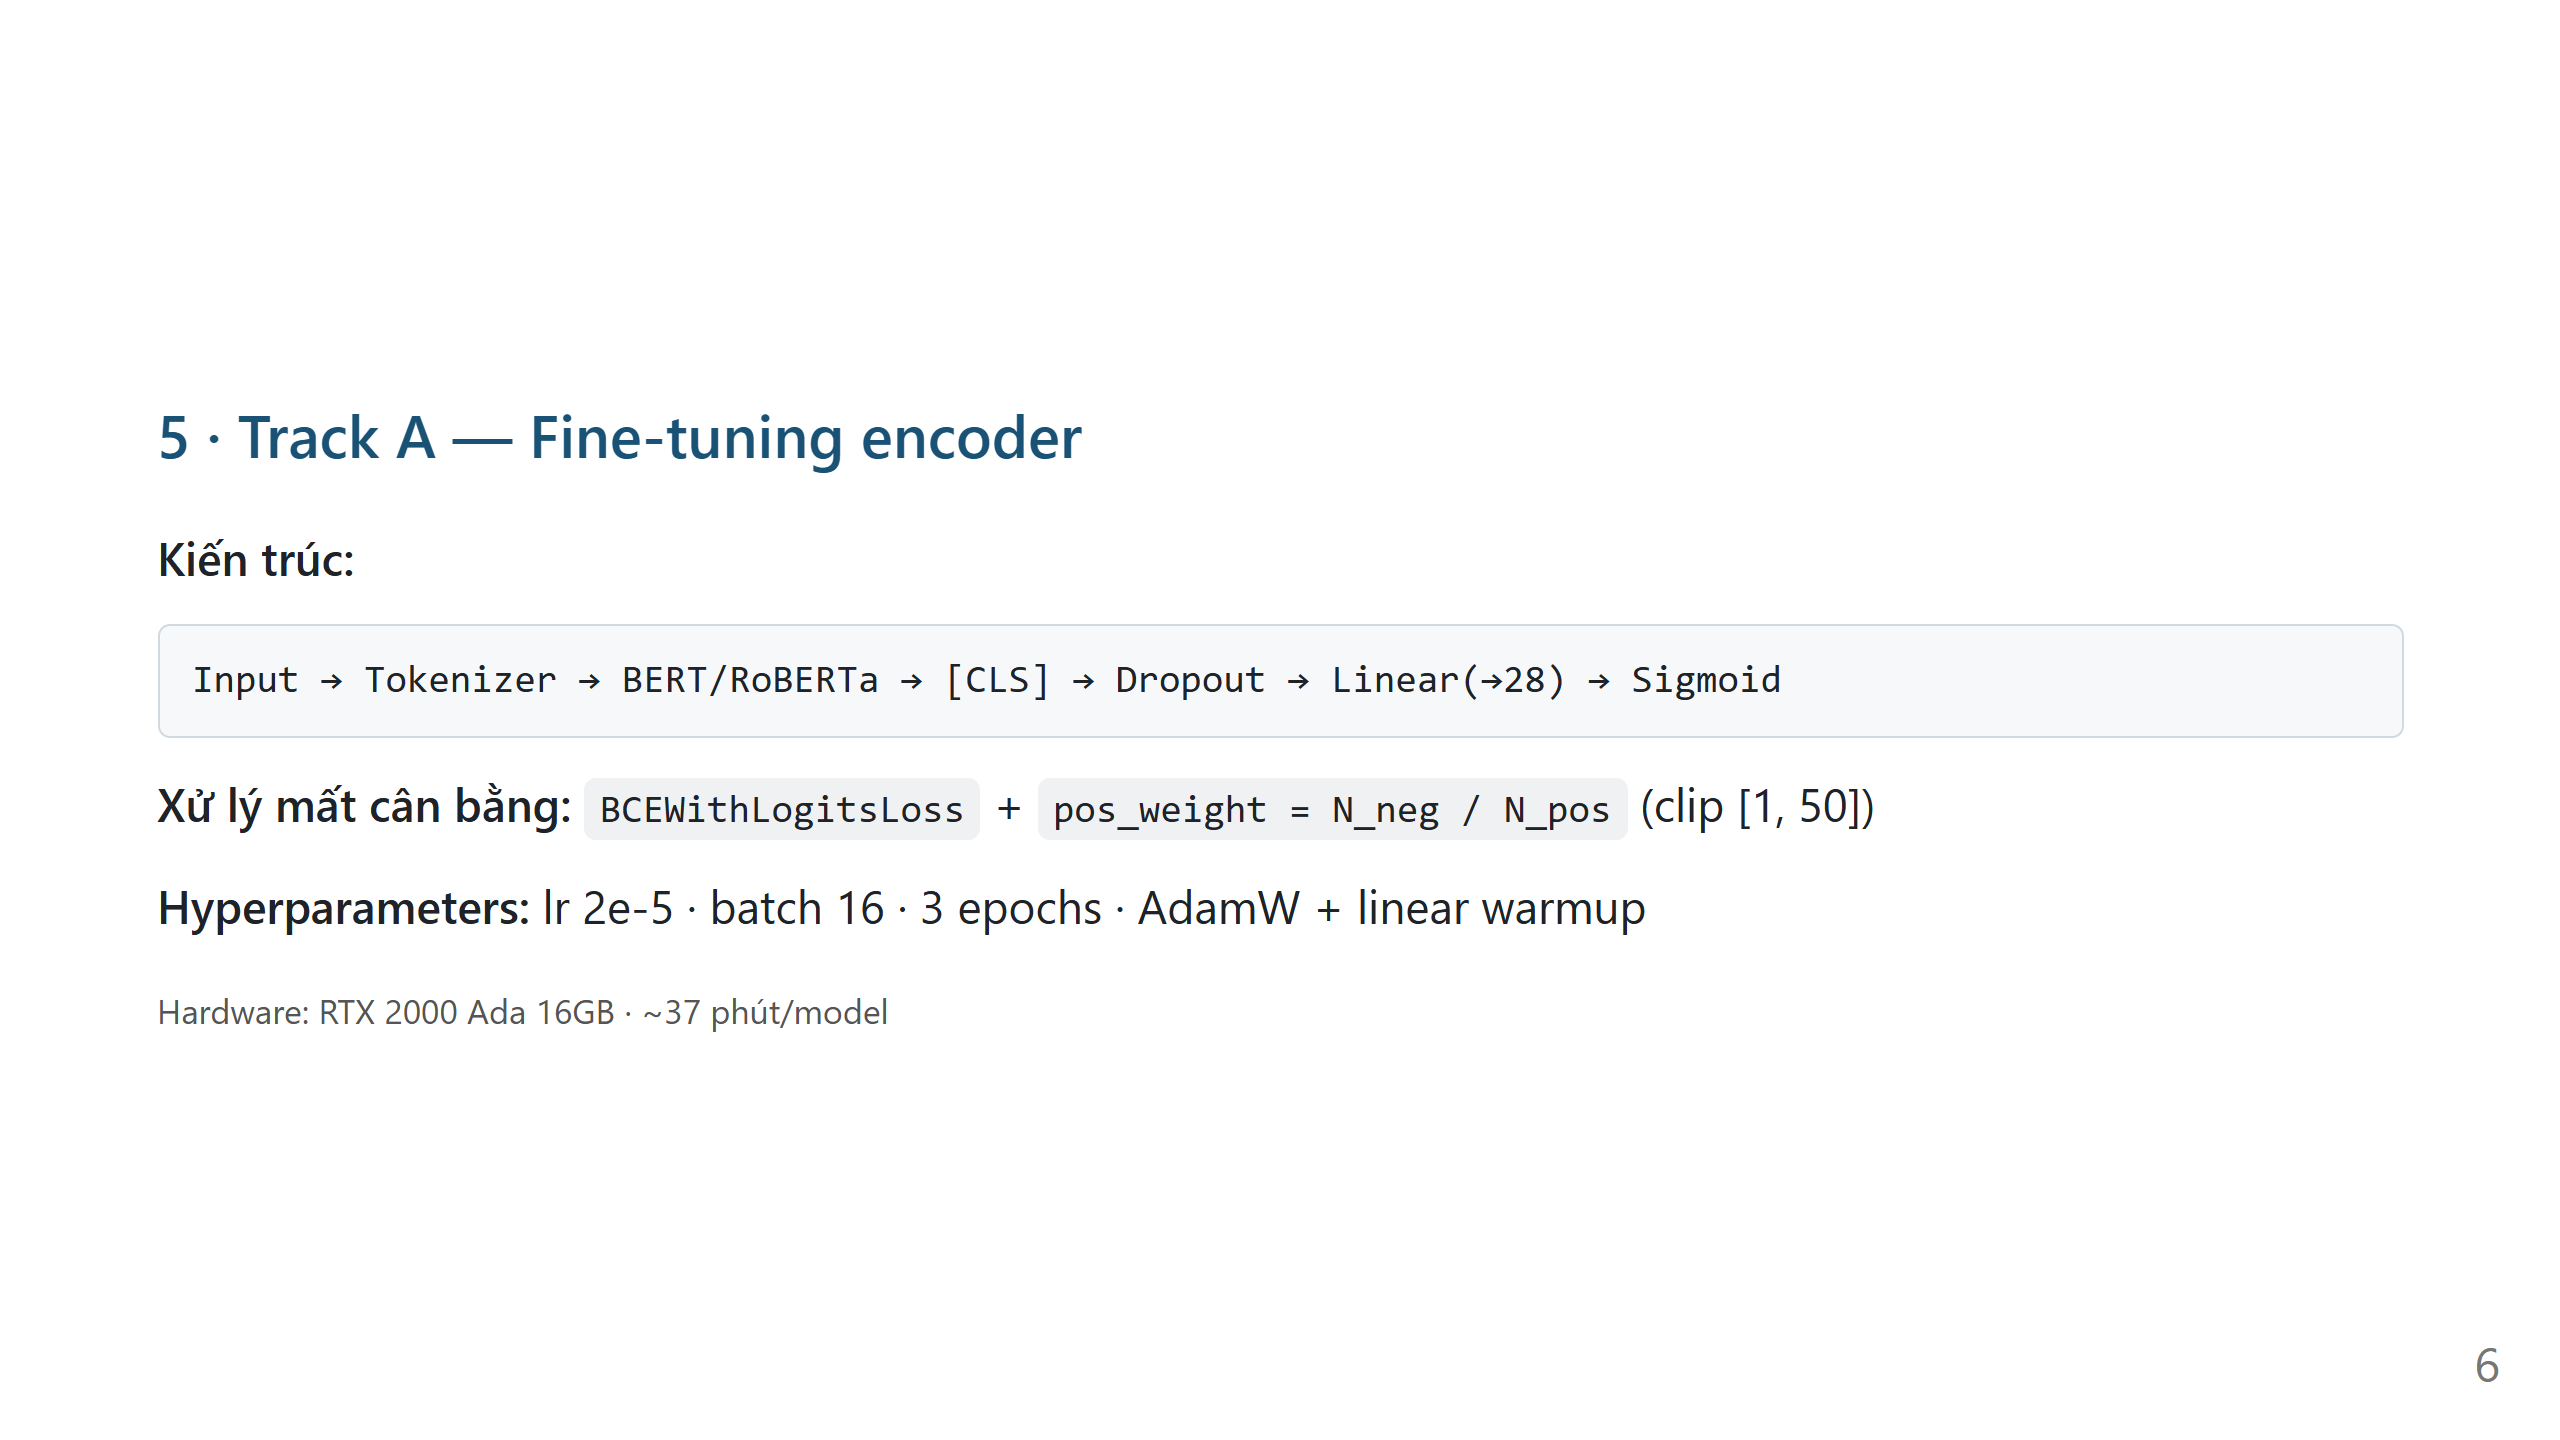 5 · Track A — Fine-tuning encoder
Kiến trúc:
Input → Tokenizer → BERT/RoBERTa → [CLS] → Dropout → Linear(→28) → Sigmoid
Xử lý mất cân bằng: BCEWithLogitsLoss + pos_weight = N_neg / N_pos (clip [1, 50])
Hyperparameters: lr 2e-5 · batch 16 · 3 epochs · AdamW + linear warmup
Hardware: RTX 2000 Ada 16GB · ~37 phút/model
6